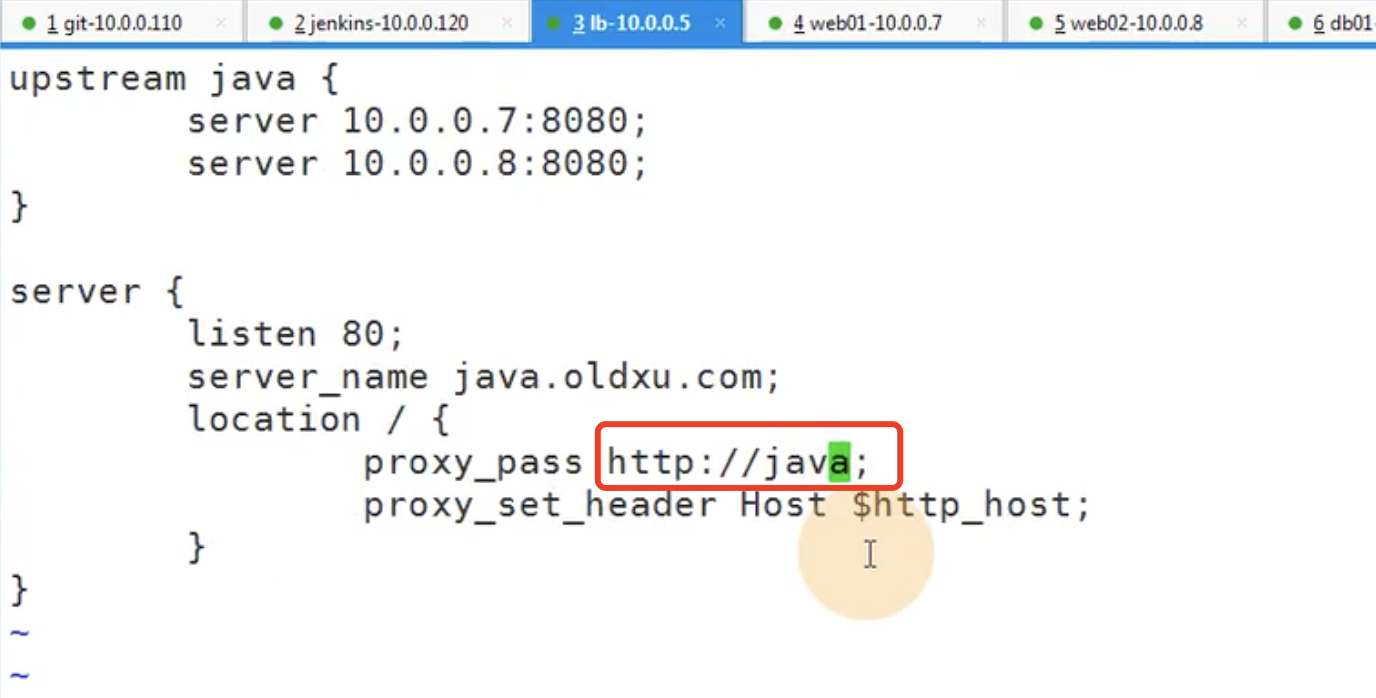 1 git-10.0.0.110 × 2 jenkins-10.0.0.120 × 3 lb-10.0.0.5 × 4 web01-10.0.0.7 × 5 web02-10.0.0.8 × 6 db01-
upstream java {
        server 10.0.0.7:8080;
        server 10.0.0.8:8080;
}
server {
        listen 80;
        server_name java.oldxu.com;
        location / {
                proxy_pass http://java;
                proxy_set_header Host $http_host;
        }
}
~
~